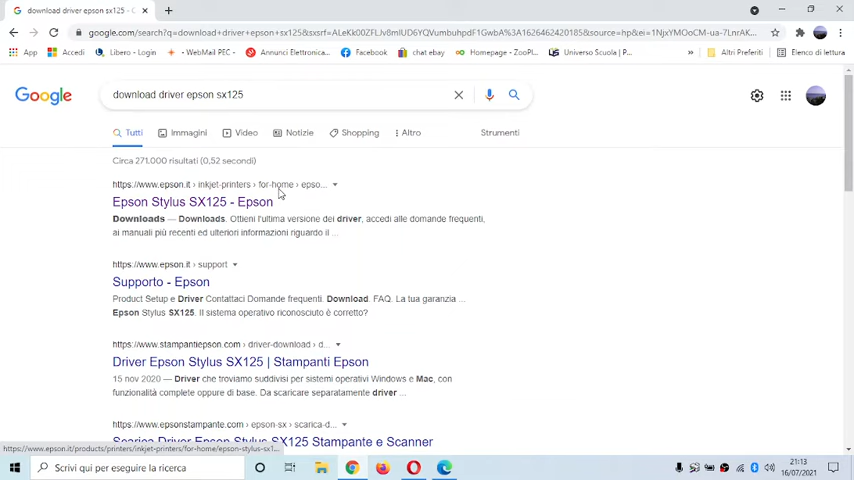 download driver epson sx125 - C
google.com/search?q=download+driver+epson+sx125&sxsrf=ALeKk00ZLJv8mIUD6YQVumbuhpdF1GwbA%3A1626464240185&source=hp&ei=1NjxYMOCM-ua-7LnrAK...
App Accedi Libero - Login - WebMail PEC - Annunci Elettronica... Facebook chat ebay Homepage - ZooPl... Universo Scuola | P... » Altri Preferiti Elenco di lettura
Google download driver epson sx125
Tutti Immagini Video Notizie Shopping Altro Strumenti
Circa 271.000 risultati (0,52 secondi)
https://www.epson.it › inkjet-printers › for-home › epso...
Epson Stylus SX125 - Epson
Downloads — Downloads. Ottieni l'ultima versione dei driver, accedi alle domande frequenti,
ai manuali più recenti ed ulteriori informazioni riguardo il ...
https://www.epson.it › support
Supporto - Epson
Product Setup e Driver Contattaci Domande frequenti. Download. FAQ. La tua garanzia ...
Epson Stylus SX125. Il sistema operativo riconosciuto è corretto?
https://www.stampantiepson.com › driver-download › d...
Driver Epson Stylus SX125 | Stampanti Epson
15 nov 2020 — Driver che troviamo suddivisi per sistemi operativi Windows e Mac, con
funzionalità complete oppure di base. Da scaricare separatamente driver ...
https://www.epsonstampante.com › epson-sx › scarica-d...
Scarica Driver Epson Stylus SX125 Stampante e Scanner
https://www.epson.it/products/printers/inkjet-printers/for-home/epson-stylus-sx1...
Scrivi qui per eseguire la ricerca
21:13
16/07/2021